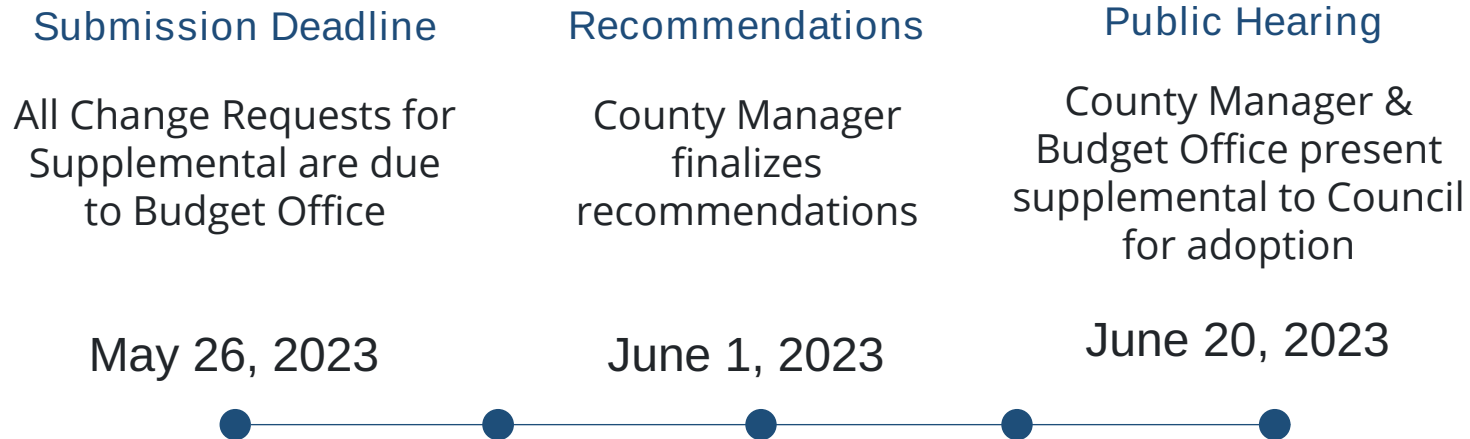 Submission Deadline
All Change Requests for
Supplemental are due
to Budget Office
May 26, 2023
Recommendations
County Manager
finalizes
recommendations
June 1, 2023
Public Hearing
County Manager &
Budget Office present
supplemental to Council
for adoption
June 20, 2023